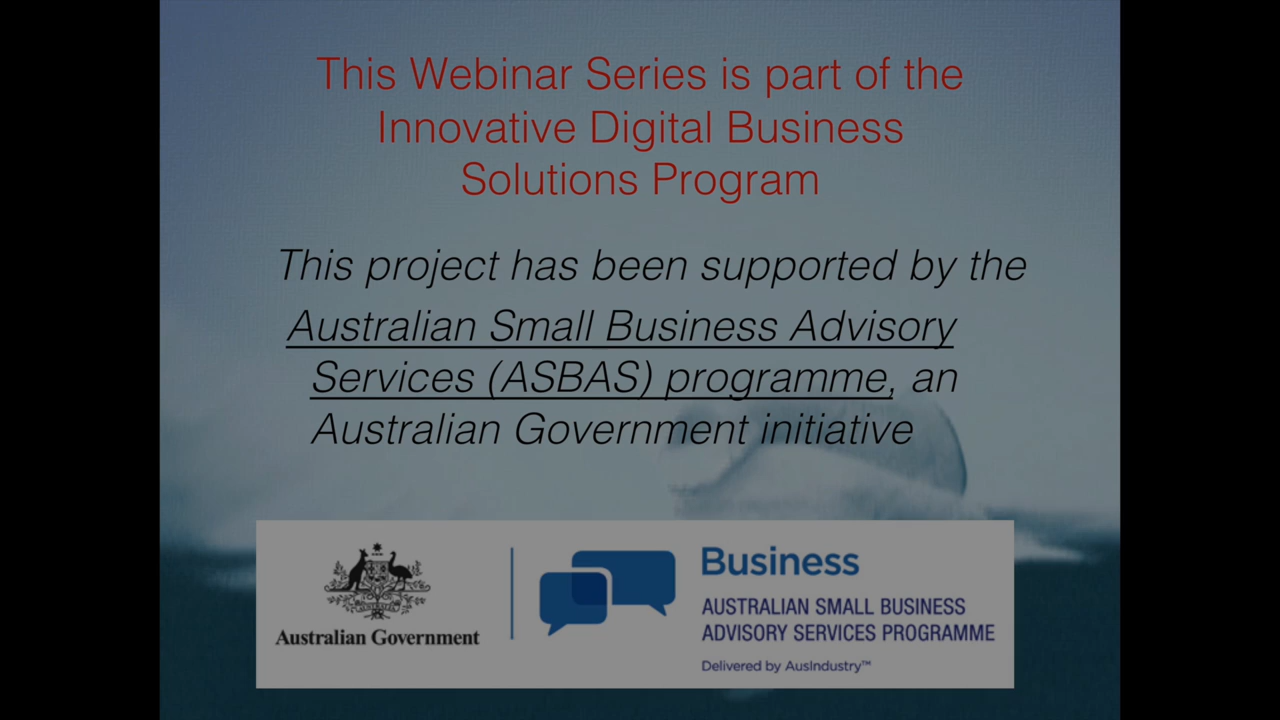 This Webinar Series is part of the
Innovative Digital Business
Solutions Program
This project has been supported by the
Australian Small Business Advisory
Services (ASBAS) programme, an
Australian Government initiative
Australian Government
Business
AUSTRALIAN SMALL BUSINESS
ADVISORY SERVICES PROGRAMME
Delivered by AusIndustry™